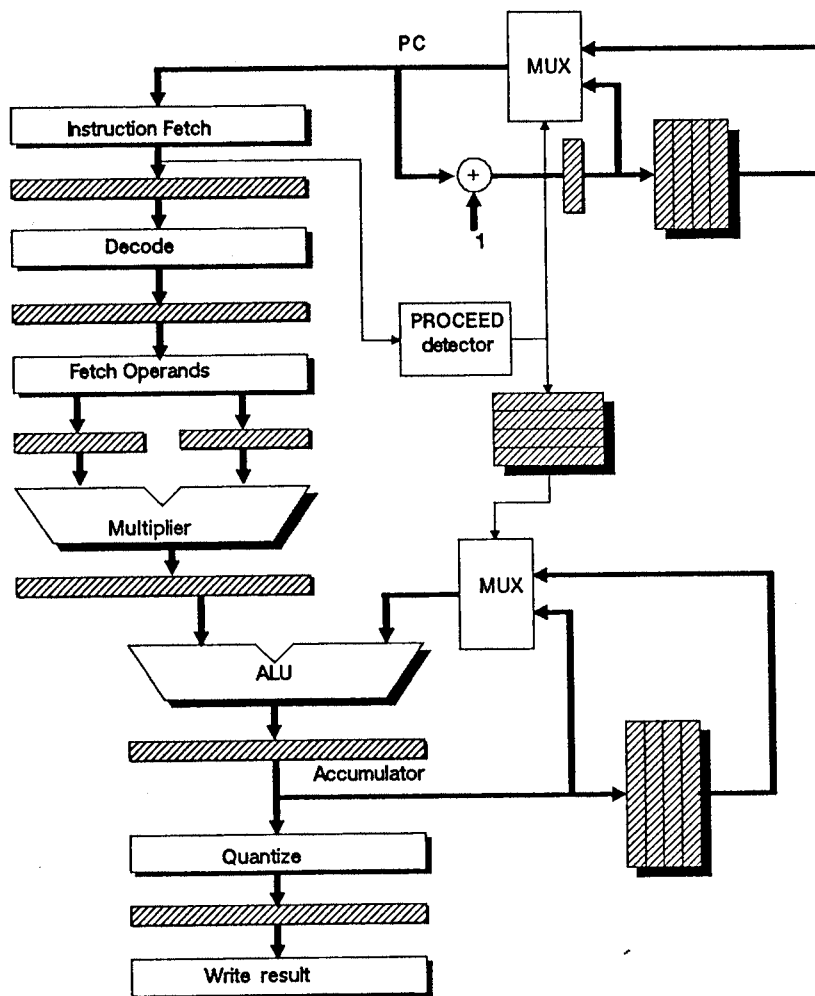 PC
MUX
Instruction Fetch
+
1
Decode
PROCEED
detector
Fetch Operands
Multiplier
MUX
ALU
Accumulator
Quantize
Write result